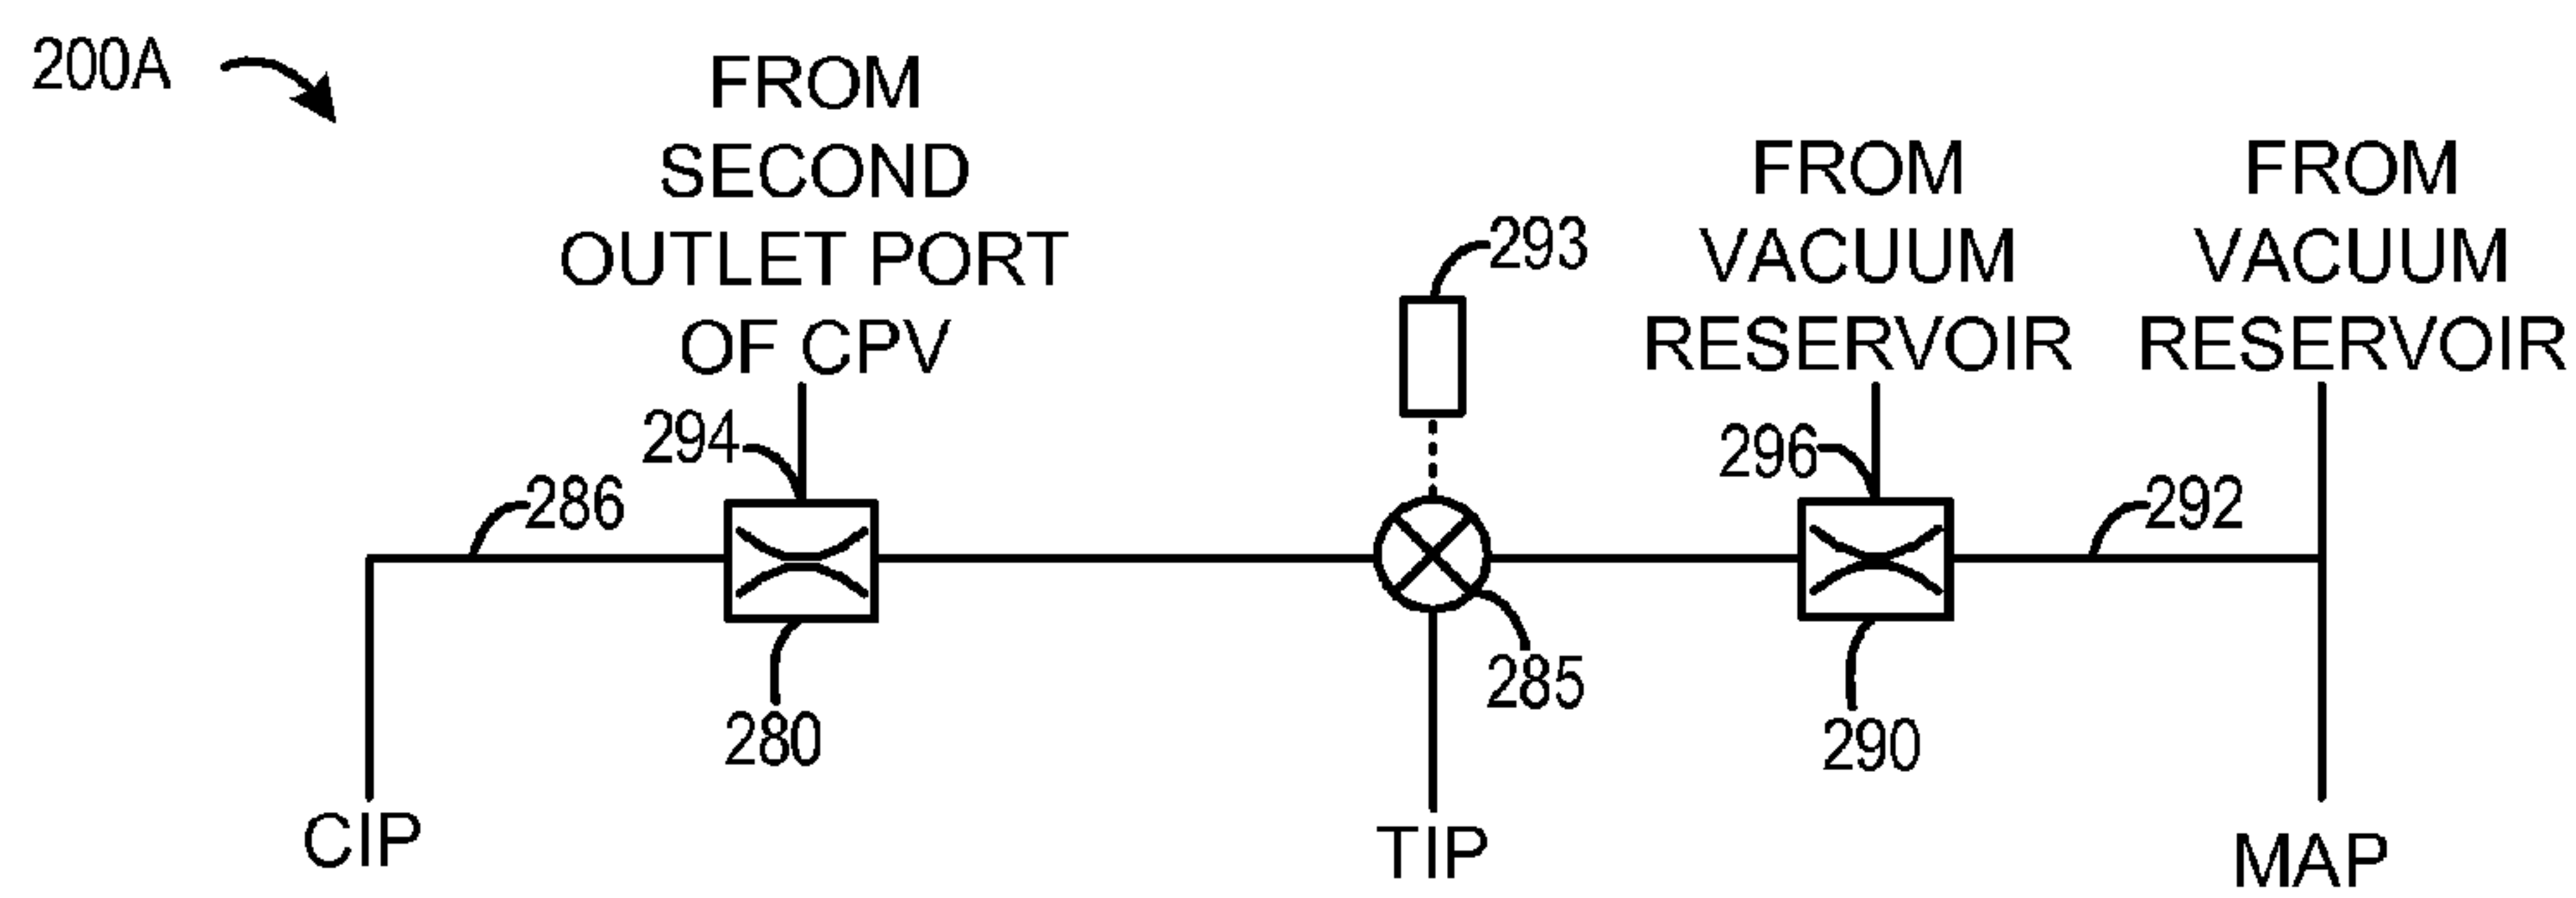 200A
FROM
SECOND
OUTLET PORT
OF CPV
FROM
VACUUM
RESERVOIR
FROM
VACUUM
RESERVOIR
293
294
296
286
292
280
285
290
CIP
TIP
MAP